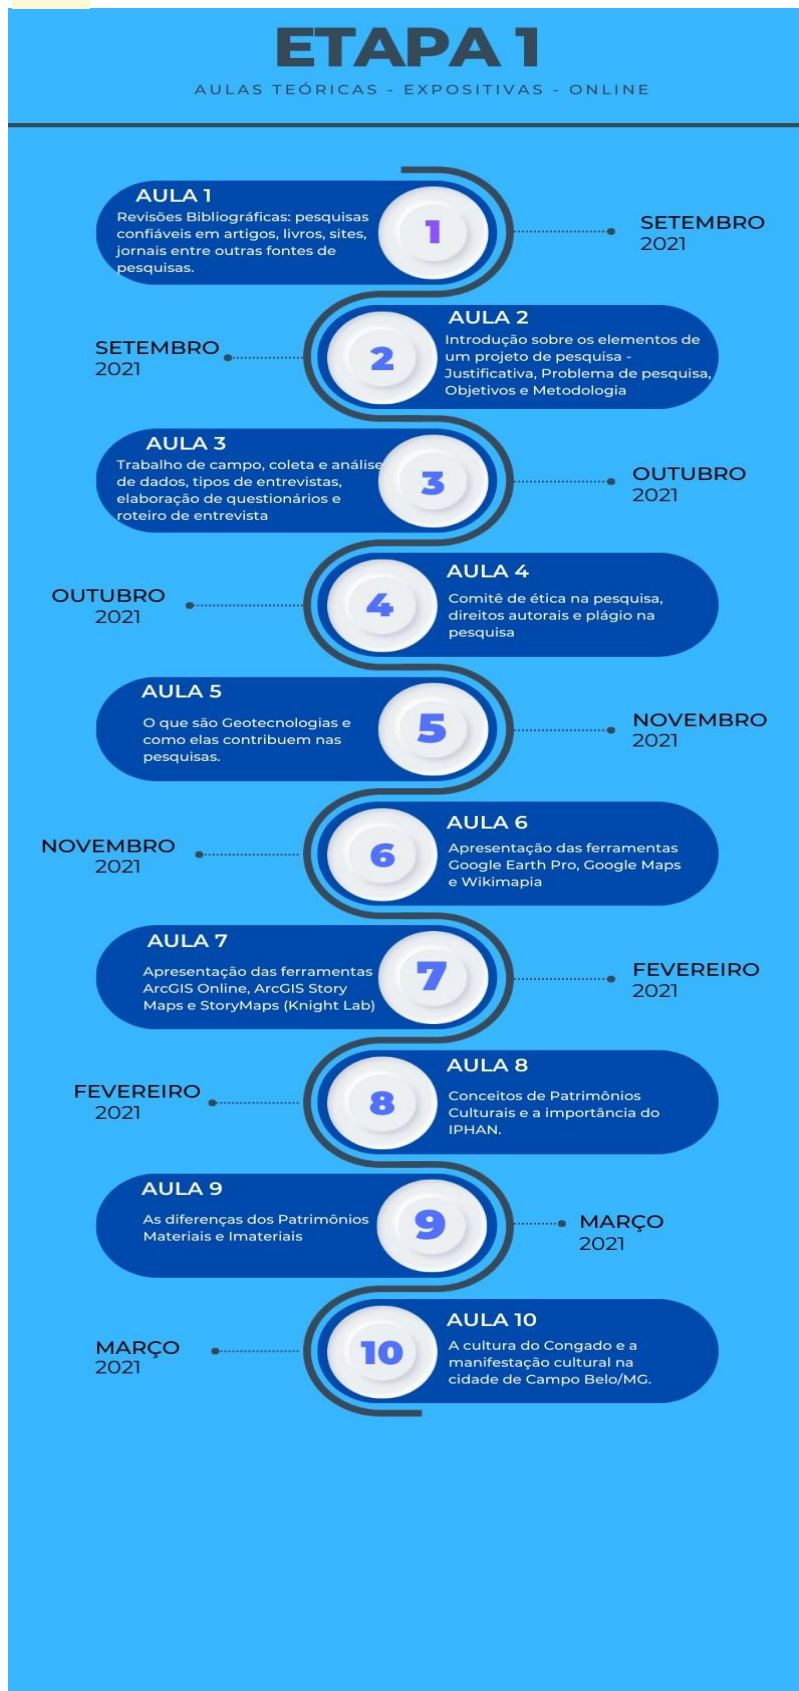 ETAPA 1
AULAS TEÓRICAS - EXPOSITIVAS - ONLINE
AULA 1
Revisões Bibliográficas: pesquisas
confiáveis em artigos, livros, sites,
jornais entre outras fontes de
pesquisas.
1
SETEMBRO
2021
AULA 2
Introdução sobre os elementos de
um projeto de pesquisa -
Justificativa, Problema de pesquisa,
Objetivos e Metodologia
2
SETEMBRO
2021
AULA 3
Trabalho de campo, coleta e análise
de dados, tipos de entrevistas,
elaboração de questionários e
roteiro de entrevista
3
OUTUBRO
2021
AULA 4
Comitê de ética na pesquisa,
direitos autorais e plágio na
pesquisa
4
OUTUBRO
2021
AULA 5
O que são Geotecnologias e
como elas contribuem nas
pesquisas.
5
NOVEMBRO
2021
AULA 6
Apresentação das ferramentas
Google Earth Pro, Google Maps
e Wikimapia
6
NOVEMBRO
2021
AULA 7
Apresentação das ferramentas
ArcGIS Online, ArcGIS Story
Maps e StoryMaps (Knight Lab)
7
FEVEREIRO
2021
AULA 8
Conceitos de Patrimônios
Culturais e a importância do
IPHAN.
8
FEVEREIRO
2021
AULA 9
As diferenças dos Patrimônios
Materiais e Imateriais
9
MARÇO
2021
AULA 10
A cultura do Congado e a
manifestação cultural na
cidade de Campo Belo/MG.
10
MARÇO
2021